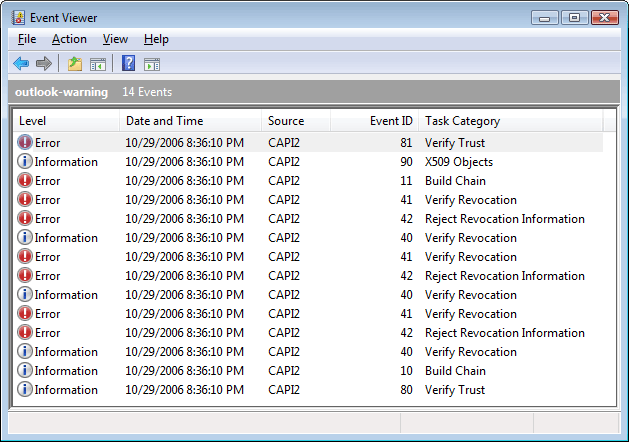 Event Viewer
File Action View Help
outlook-warning 14 Events
Level Date and Time Source Event ID Task Category
Error 10/29/2006 8:36:10 PM CAPI2 81 Verify Trust
Information 10/29/2006 8:36:10 PM CAPI2 90 X509 Objects
Error 10/29/2006 8:36:10 PM CAPI2 11 Build Chain
Error 10/29/2006 8:36:10 PM CAPI2 41 Verify Revocation
Error 10/29/2006 8:36:10 PM CAPI2 42 Reject Revocation Information
Information 10/29/2006 8:36:10 PM CAPI2 40 Verify Revocation
Error 10/29/2006 8:36:10 PM CAPI2 41 Verify Revocation
Error 10/29/2006 8:36:10 PM CAPI2 42 Reject Revocation Information
Information 10/29/2006 8:36:10 PM CAPI2 40 Verify Revocation
Error 10/29/2006 8:36:10 PM CAPI2 41 Verify Revocation
Error 10/29/2006 8:36:10 PM CAPI2 42 Reject Revocation Information
Information 10/29/2006 8:36:10 PM CAPI2 40 Verify Revocation
Information 10/29/2006 8:36:10 PM CAPI2 10 Build Chain
Information 10/29/2006 8:36:10 PM CAPI2 80 Verify Trust